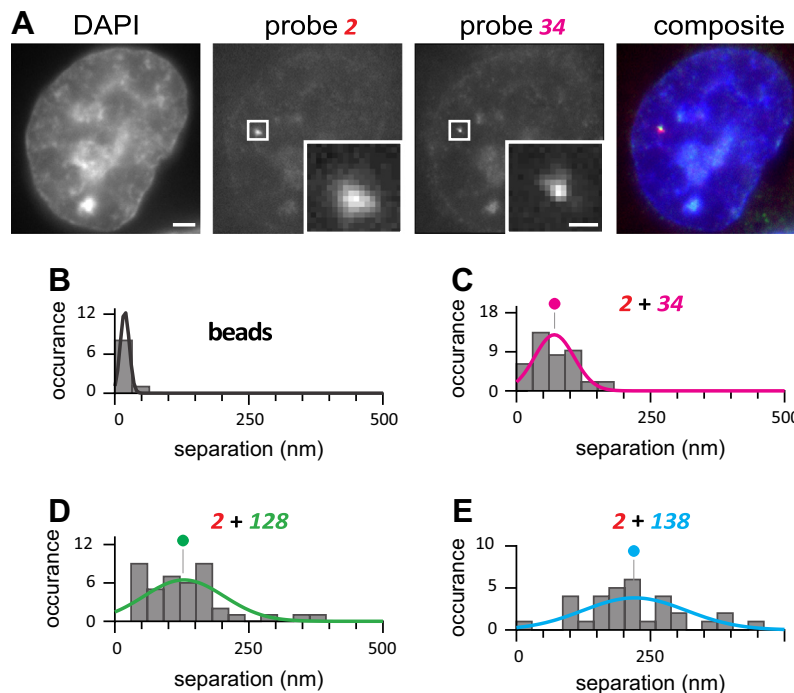 A DAPI probe 2 probe 34 composite
B
12
6
0
occurance
beads
0 250 500
separation (nm)
C
18
9
0
occurance
2 + 34
0 250 500
separation (nm)
D
12
6
0
occurance
2 + 128
0 250 500
separation (nm)
E
10
5
0
occurance
2 + 138
0 250 500
separation (nm)